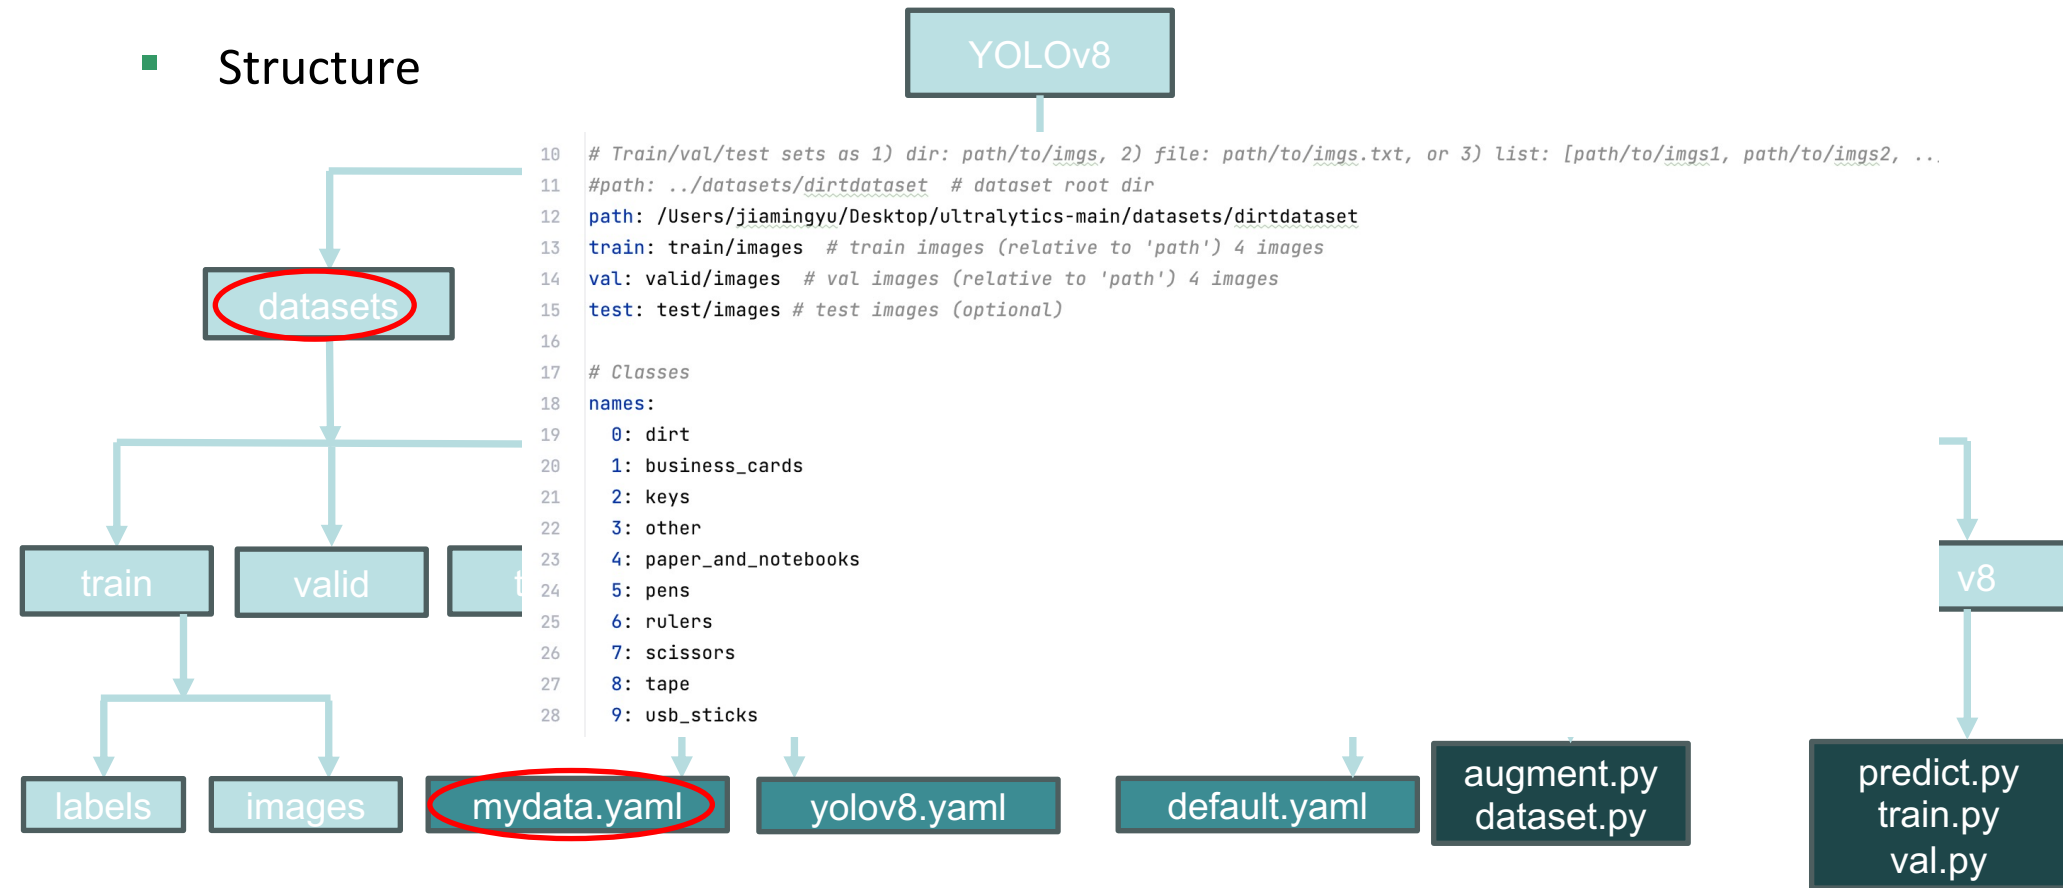 YOLOv8
Structure
10 # Train/val/test sets as 1) dir: path/to/imgs, 2) file: path/to/imgs.txt, or 3) list: [path/to/imgs1, path/to/imgs2, ..
11 #path: ../datasets/dirtdataset # dataset root dir
12 path: /Users/jiamingyu/Desktop/ultralytics-main/datasets/dirtdataset
13 train: train/images # train images (relative to 'path') 4 images
14 val: valid/images # val images (relative to 'path') 4 images
15 test: test/images # test images (optional)
16
17 # Classes
18 names:
19 0: dirt
20 1: business_cards
21 2: keys
22 3: other
23 4: paper_and_notebooks
24 5: pens
25 6: rulers
26 7: scissors
27 8: tape
28 9: usb_sticks
datasets
train
valid
v8
labels
images
mydata.yaml
yolov8.yaml
default.yaml
augment.py
dataset.py
predict.py
train.py
val.py